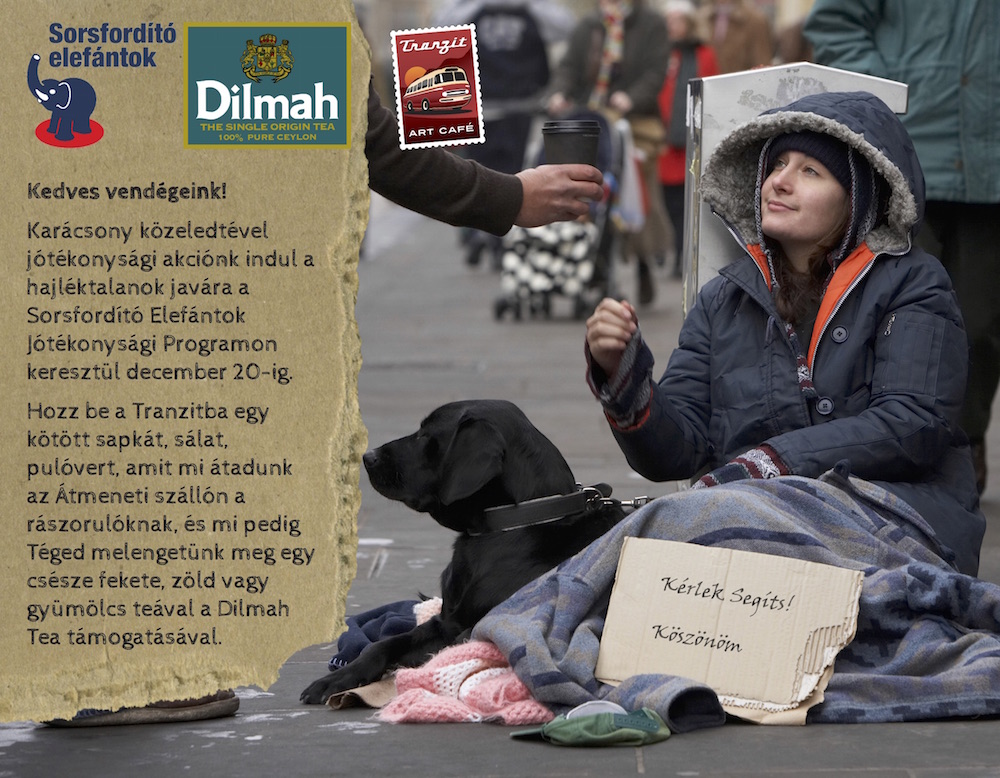 Sorsfordító
elefántok
Dilmah
THE SINGLE ORIGIN TEA
100% PURE CEYLON
Tranzit
ART CAFÉ
Kedves vendégeink!
Karácsony közeledtével
jótékonysági akciónk indul a
hajléktalanok javára a
Sorsfordító Elefántok
Jótékonysági Programon
keresztül december 20-ig.
Hozz be a Tranzitba egy
kötött sapkát, sálat,
pulóvert, amit mi átadunk
az Átmeneti szállón a
rászorulóknak, és mi pedig
Téged melengetünk meg egy
csésze fekete, zöld vagy
gyümölcs teával a Dilmah
Tea támogatásával.
Kérlek Segíts!
Köszönöm